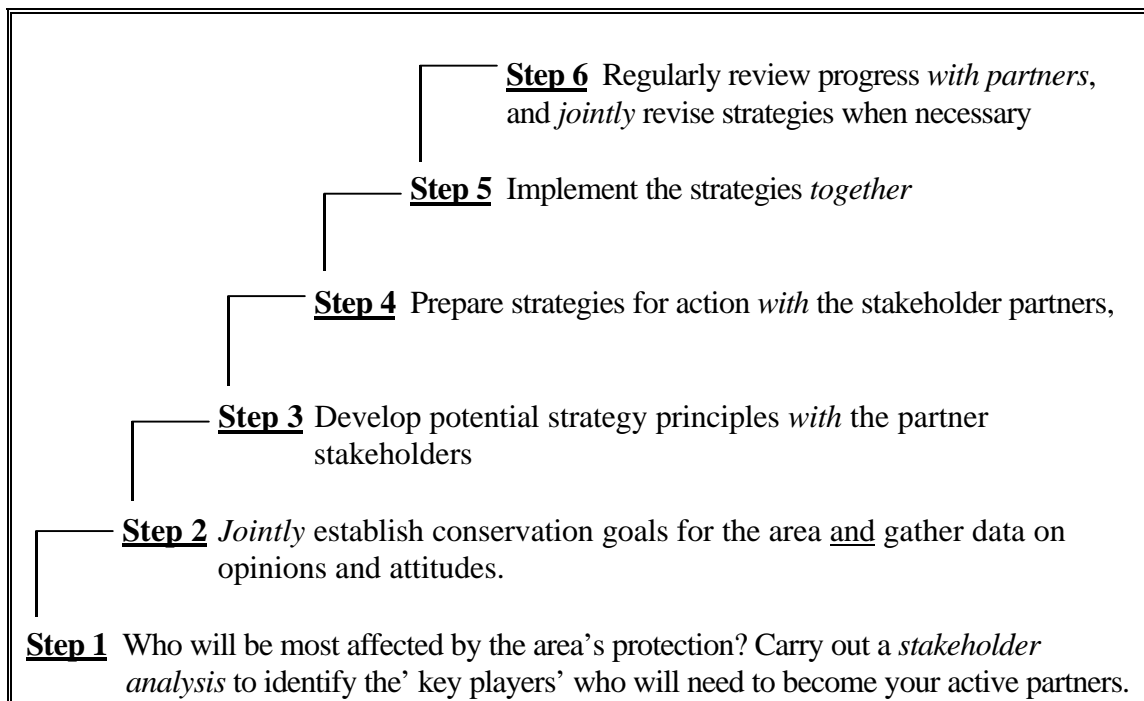 Step 6 Regularly review progress with partners,
and jointly revise strategies when necessary
Step 5 Implement the strategies together
Step 4 Prepare strategies for action with the stakeholder partners,
Step 3 Develop potential strategy principles with the partner
stakeholders
Step 2 Jointly establish conservation goals for the area and gather data on
opinions and attitudes.
Step 1 Who will be most affected by the area’s protection? Carry out a stakeholder
analysis to identify the’ key players’ who will need to become your active partners.